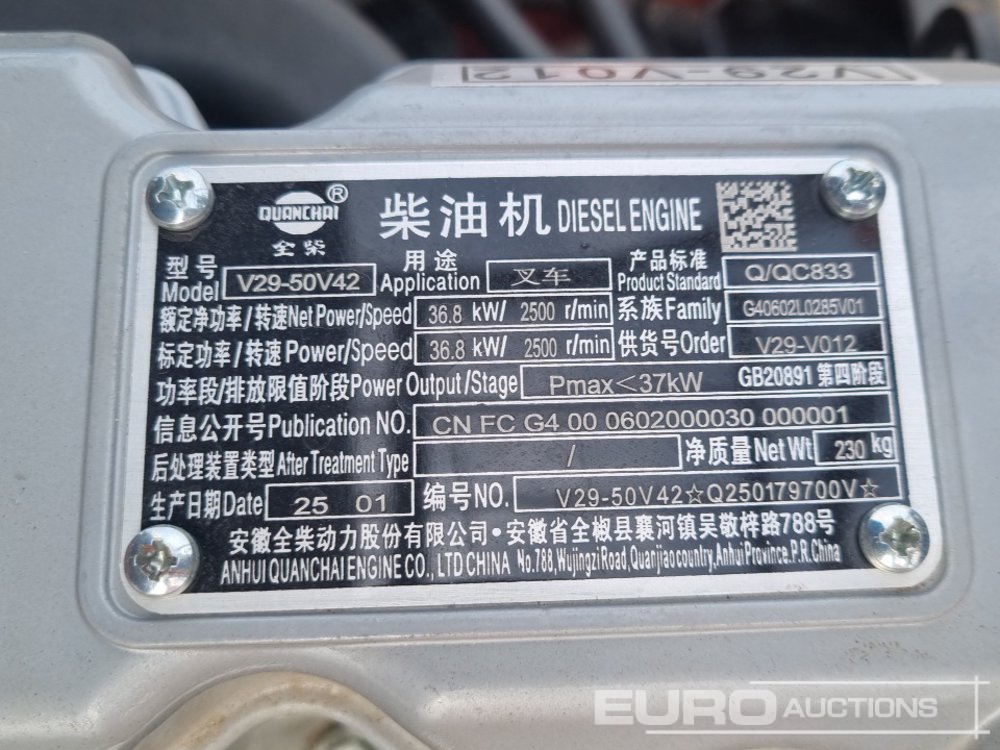 V29-V012
QUANCHAI®
全柴
柴油机 DIESEL ENGINE
型号 Model V29-50V42 用途 Application 叉车 产品标准 Product Standard Q/QC833
额定净功率/转速Net Power/Speed 36.8 kW/ 2500 r/min 系族Family G40602L0285V01
标定功率/转速Power/Speed 36.8 kW/ 2500 r/min 供货号Order V29-V012
功率段/排放限值阶段Power Output/Stage Pmax<37kW GB20891 第四阶段
信息公开号Publication NO. CN FC G4 00 0602000030 000001
后处理装置类型After Treatment Type / 净质量Net Wt 230 kg
生产日期Date 25 01 编号NO. V29-50V42☆Q250179700V☆
安徽全柴动力股份有限公司·安徽省全椒县襄河镇吴敬梓路788号
ANHUI QUANCHAI ENGINE CO., LTD CHINA No.788,Wujingzi Road,Quanjiao country,Anhui Province.P.R.China
EURO AUCTIONS